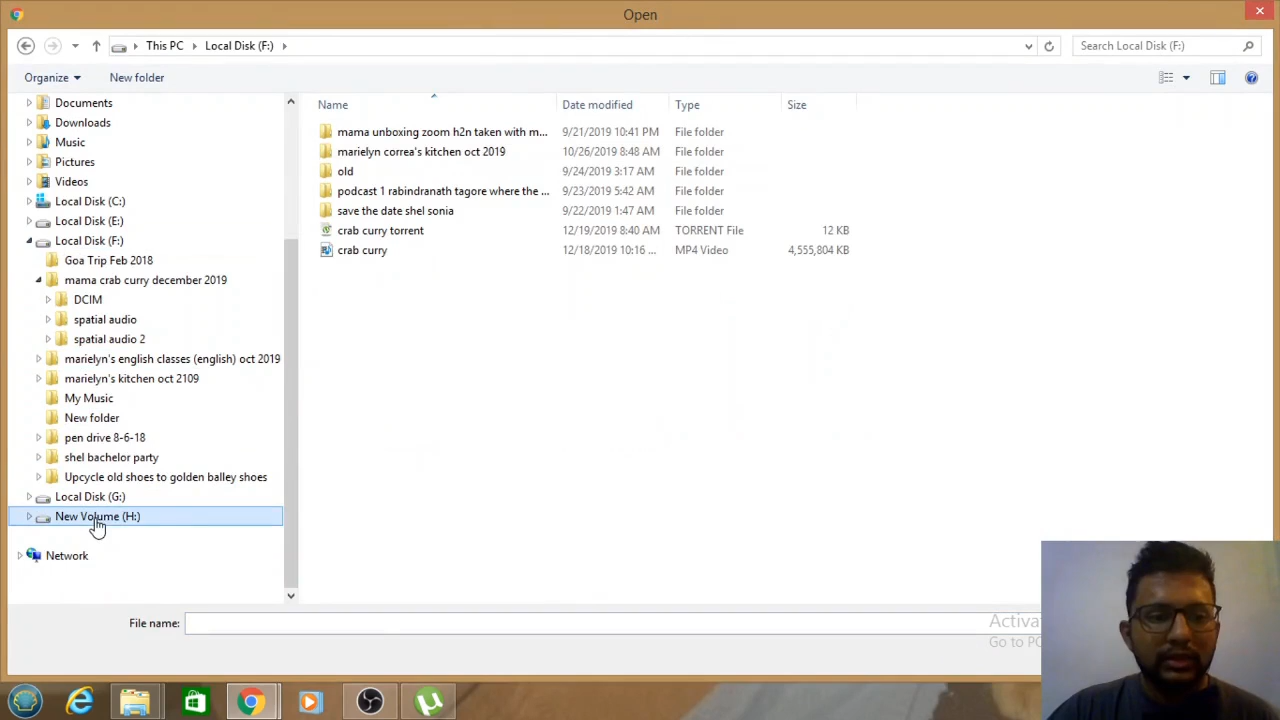 Open
This PC
Local Disk (F:)
Search Local Disk (F:)
Organize
New folder
Documents
Downloads
Music
Pictures
Videos
Local Disk (C:)
Local Disk (E:)
Local Disk (F:)
Goa Trip Feb 2018
mama crab curry december 2019
DCIM
spatial audio
spatial audio 2
marielyn's english classes (english) oct 2019
marielyn's kitchen oct 2109
My Music
New folder
pen drive 8-6-18
shel bachelor party
Upcycle old shoes to golden balley shoes
Local Disk (G:)
New Volume (H:)
Network
Name Date modified Type Size
mama unboxing zoom h2n taken with m... 9/21/2019 10:41 PM File folder
marielyn correa's kitchen oct 2019 10/26/2019 8:48 AM File folder
old 9/24/2019 3:17 AM File folder
podcast 1 rabindranath tagore where the ... 9/23/2019 5:42 AM File folder
save the date shel sonia 9/22/2019 1:47 AM File folder
crab curry torrent 12/19/2019 8:40 AM TORRENT File 12 KB
crab curry 12/18/2019 10:16 ... MP4 Video 4,555,804 KB
File name:
Activa
Go to PC